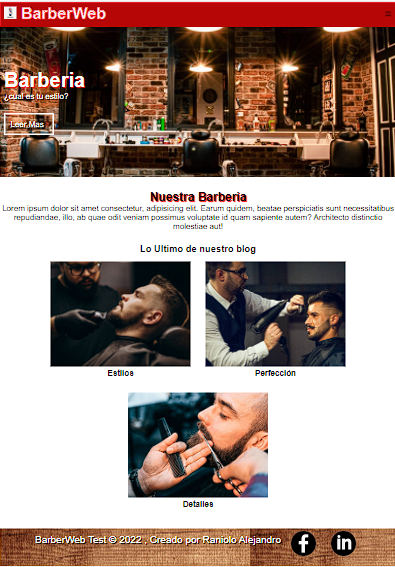 BarberWeb
Barberia
¿cual es tu estilo?
Leer Mas
Nuestra Barberia
Lorem ipsum dolor sit amet consectetur, adipisicing elit. Earum quidem, beatae perspiciatis sunt necessitatibus
repudiandae, illo, ab quae odit veniam possimus voluptate id quam sapiente autem? Architecto distinctio
molestiae aut!
Lo Ultimo de nuestro blog
Estilos
Perfección
Detalles
BarberWeb Test © 2022 , Creado por Raniolo Alejandro